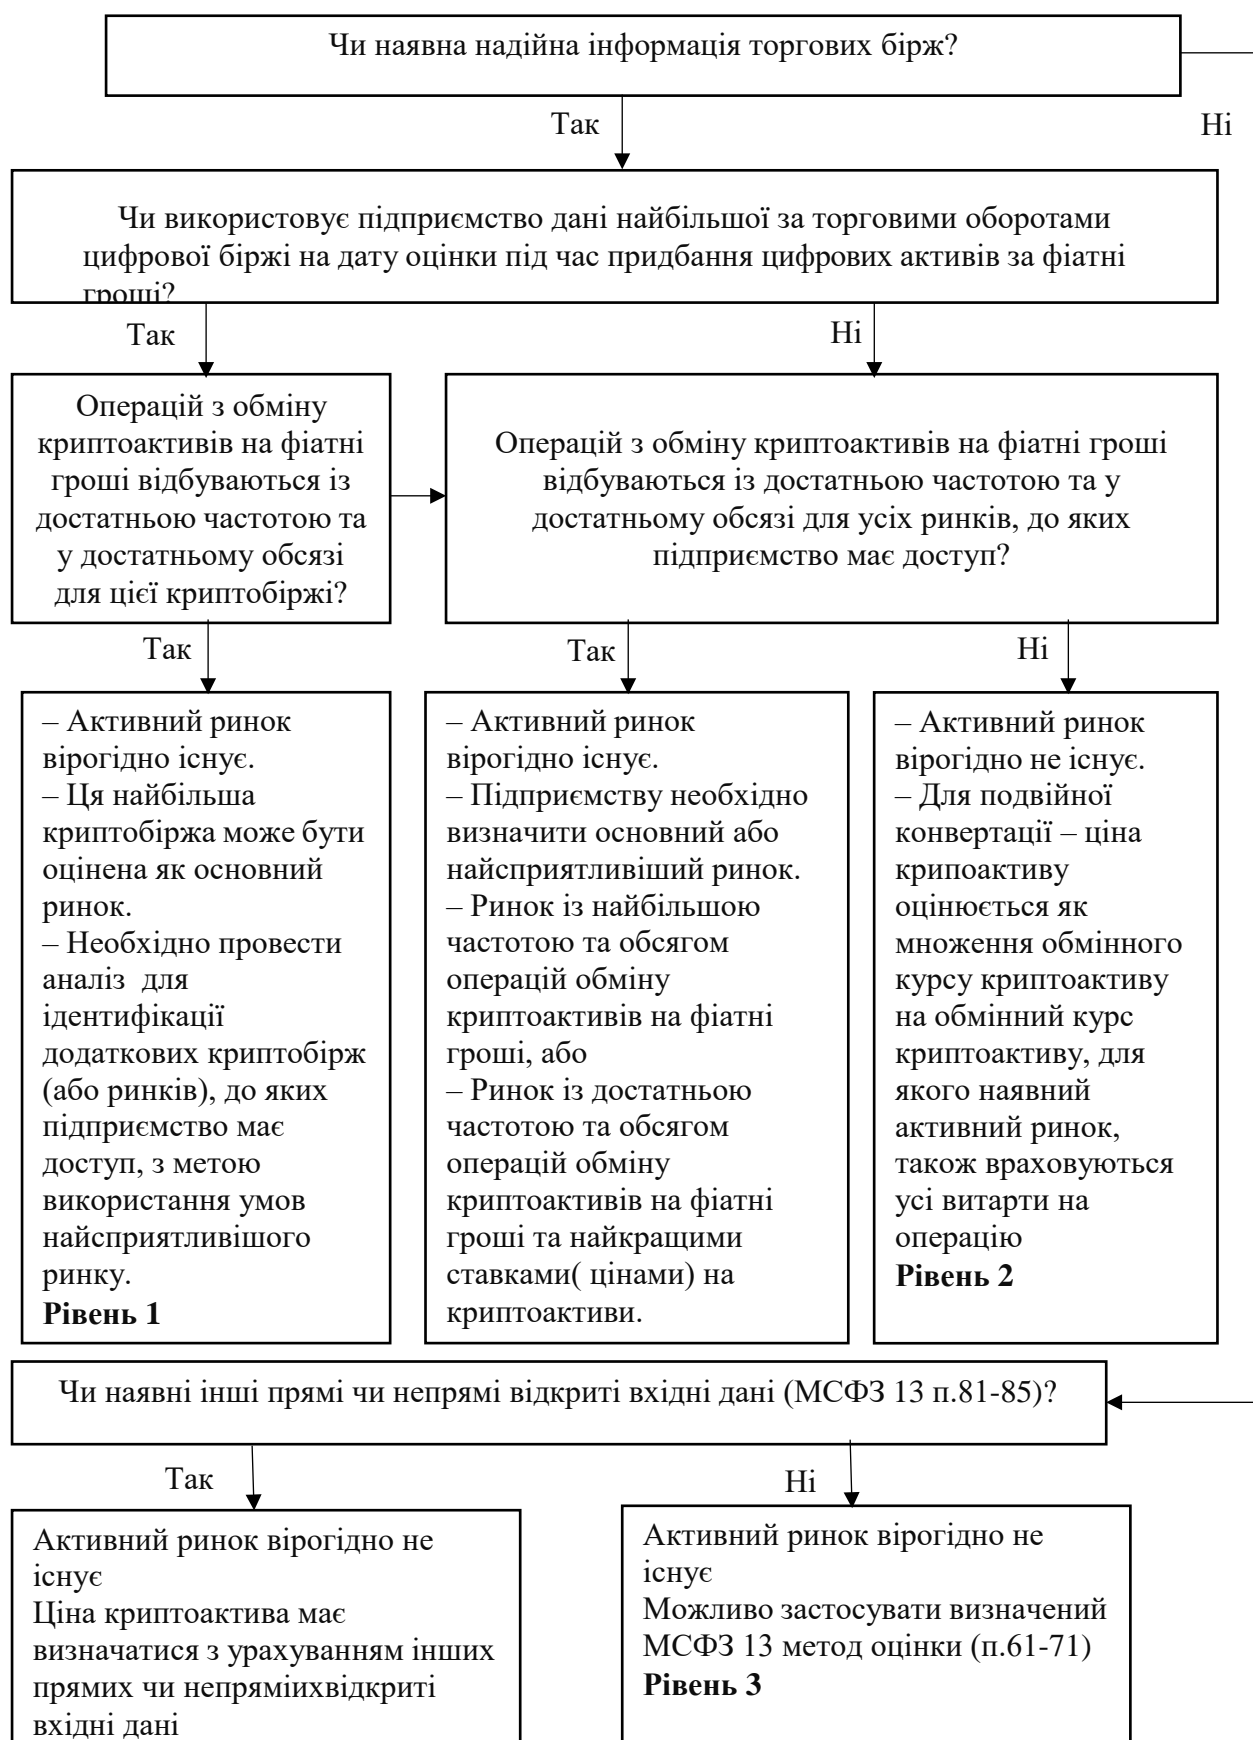 Чи наявна надійна інформація торгових бірж?
Так
Ні
Чи використовує підприємство дані найбільшої за торговими оборотами
цифрової біржі на дату оцінки під час придбання цифрових активів за фіатні
гроші?
Так
Ні
Операцій з обміну
криптоактивів на фіатні
гроші відбуваються із
достатньою частотою та
у достатньому обсязі
для цієї криптобіржі?
Операцій з обміну криптоактивів на фіатні гроші
відбуваються із достатньою частотою та у
достатньому обсязі для усіх ринків, до яких
підприємство має доступ?
Так
Так
Ні
– Активний ринок
вірогідно існує.
– Ця найбільша
криптобіржа може бути
оцінена як основний
ринок.
– Необхідно провести
аналіз для
ідентифікації
додаткових криптобірж
(або ринків), до яких
підприємство має
доступ, з метою
використання умов
найсприятливішого
ринку.
Рівень 1
– Активний ринок
вірогідно існує.
– Підприємству необхідно
визначити основний або
найсприятливіший ринок.
– Ринок із найбільшою
частотою та обсягом
операцій обміну
криптоактивів на фіатні
гроші, або
– Ринок із достатньою
частотою та обсягом
операцій обміну
криптоактивів на фіатні
гроші та найкращими
ставками( цінами) на
криптоактиви.
– Активний ринок
вірогідно не існує.
– Для подвійної
конвертації – ціна
крипоактиву
оцінюється як
множення обмінного
курсу криптоактиву
на обмінний курс
криптоактиву, для
якого наявний
активний ринок,
також враховуються
усі витарти на
операцію
Рівень 2
Чи наявні інші прямі чи непрямі відкриті вхідні дані (МСФЗ 13 п.81-85)?
Так
Ні
Активний ринок вірогідно не
існує
Ціна криптоактива має
визначатися з урахуванням інших
прямих чи непряміихвідкриті
вхідні дані
Активний ринок вірогідно не
існує
Можливо застосувати визначений
МСФЗ 13 метод оцінки (п.61-71)
Рівень 3